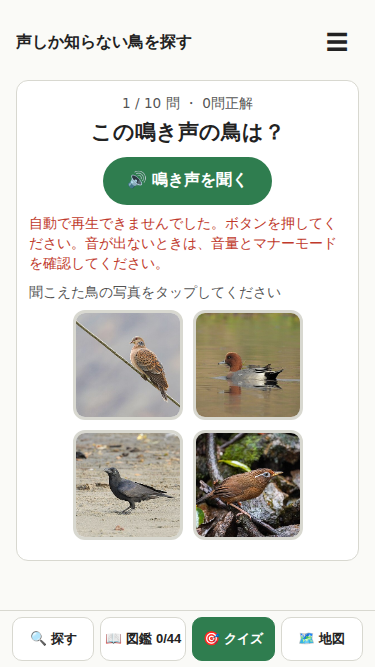 声しか知らない鳥を探す
1 / 10 問 ・ 0問正解
この鳴き声の鳥は？
🔊 鳴き声を聞く
自動で再生できませんでした。ボタンを押してく
ださい。音が出ないときは、音量とマナーモード
を確認してください。
聞こえた鳥の写真をタップしてください
🔍 探す
📖 図鑑 0/44
🎯 クイズ
🗺️ 地図